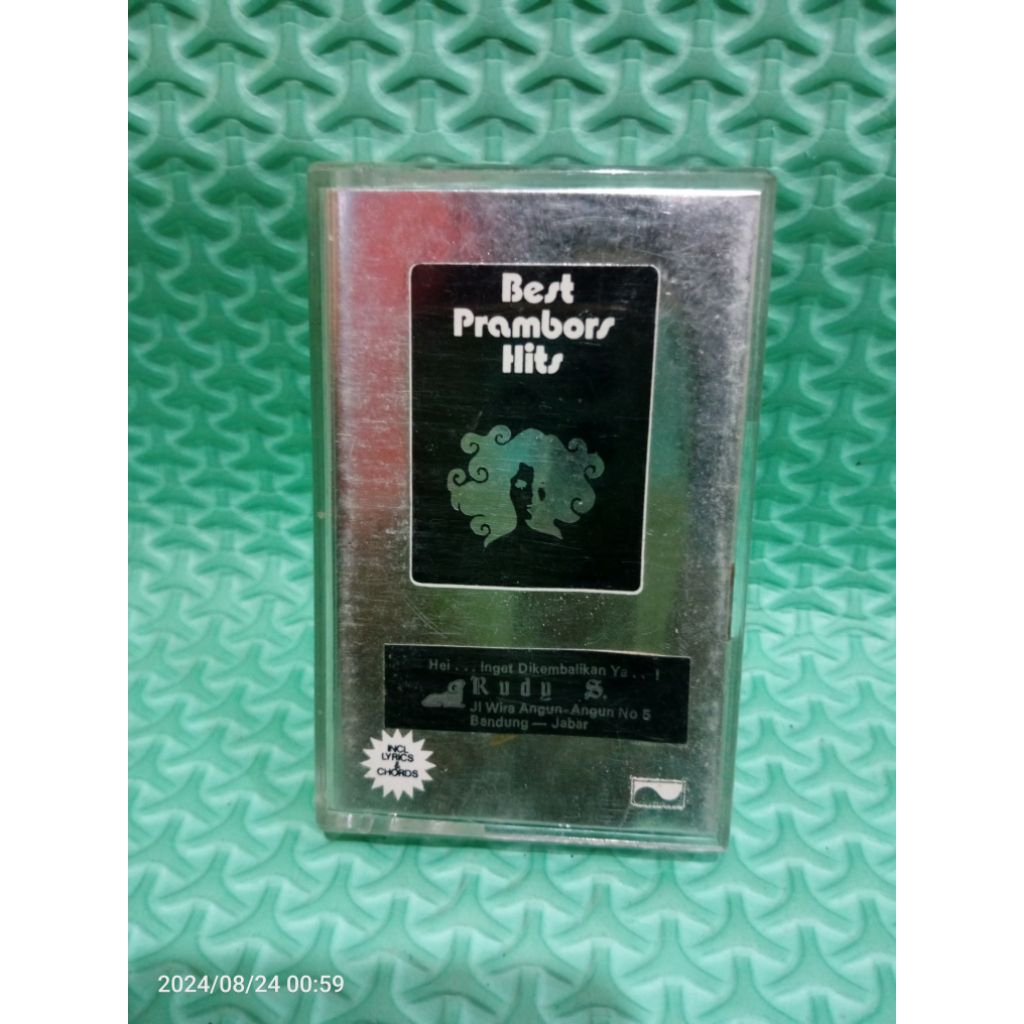 Best
Prambors
Hits
Hei . . . Inget Dikembalikan Ya . . !
Rudy S.
Jl Wira Angun-Angun No 5
Bandung — Jabar
INCL
LYRICS
&
CHORDS
2024/08/24 00:59